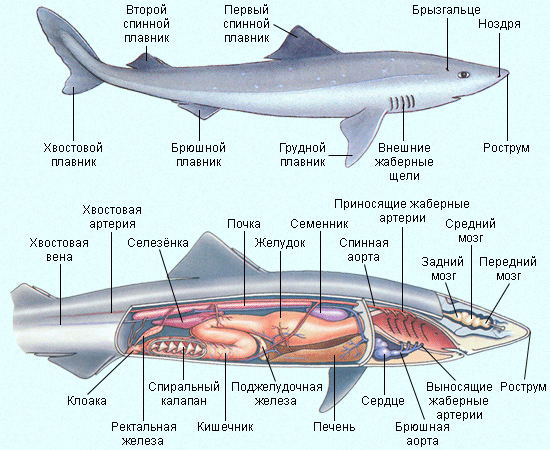 Второй
спинной
плавник
Первый
спинной
плавник
Брызгальце
Ноздря
Хвостовой
плавник
Брюшной
плавник
Грудной
плавник
Внешние
жаберные
щели
Рострум
Приносящие жаберные
артерии
Хвостовая
артерия
Хвостовая
вена
Селезёнка
Почка
Желудок
Семенник
Спинная
аорта
Средний
мозг
Задний
мозг
Передний
мозг
Клоака
Ректальная
железа
Спиральный
калапан
Кишечник
Поджелудочная
железа
Печень
Сердце
Брюшная
аорта
Выносящие
жаберные
артерии
Рострум